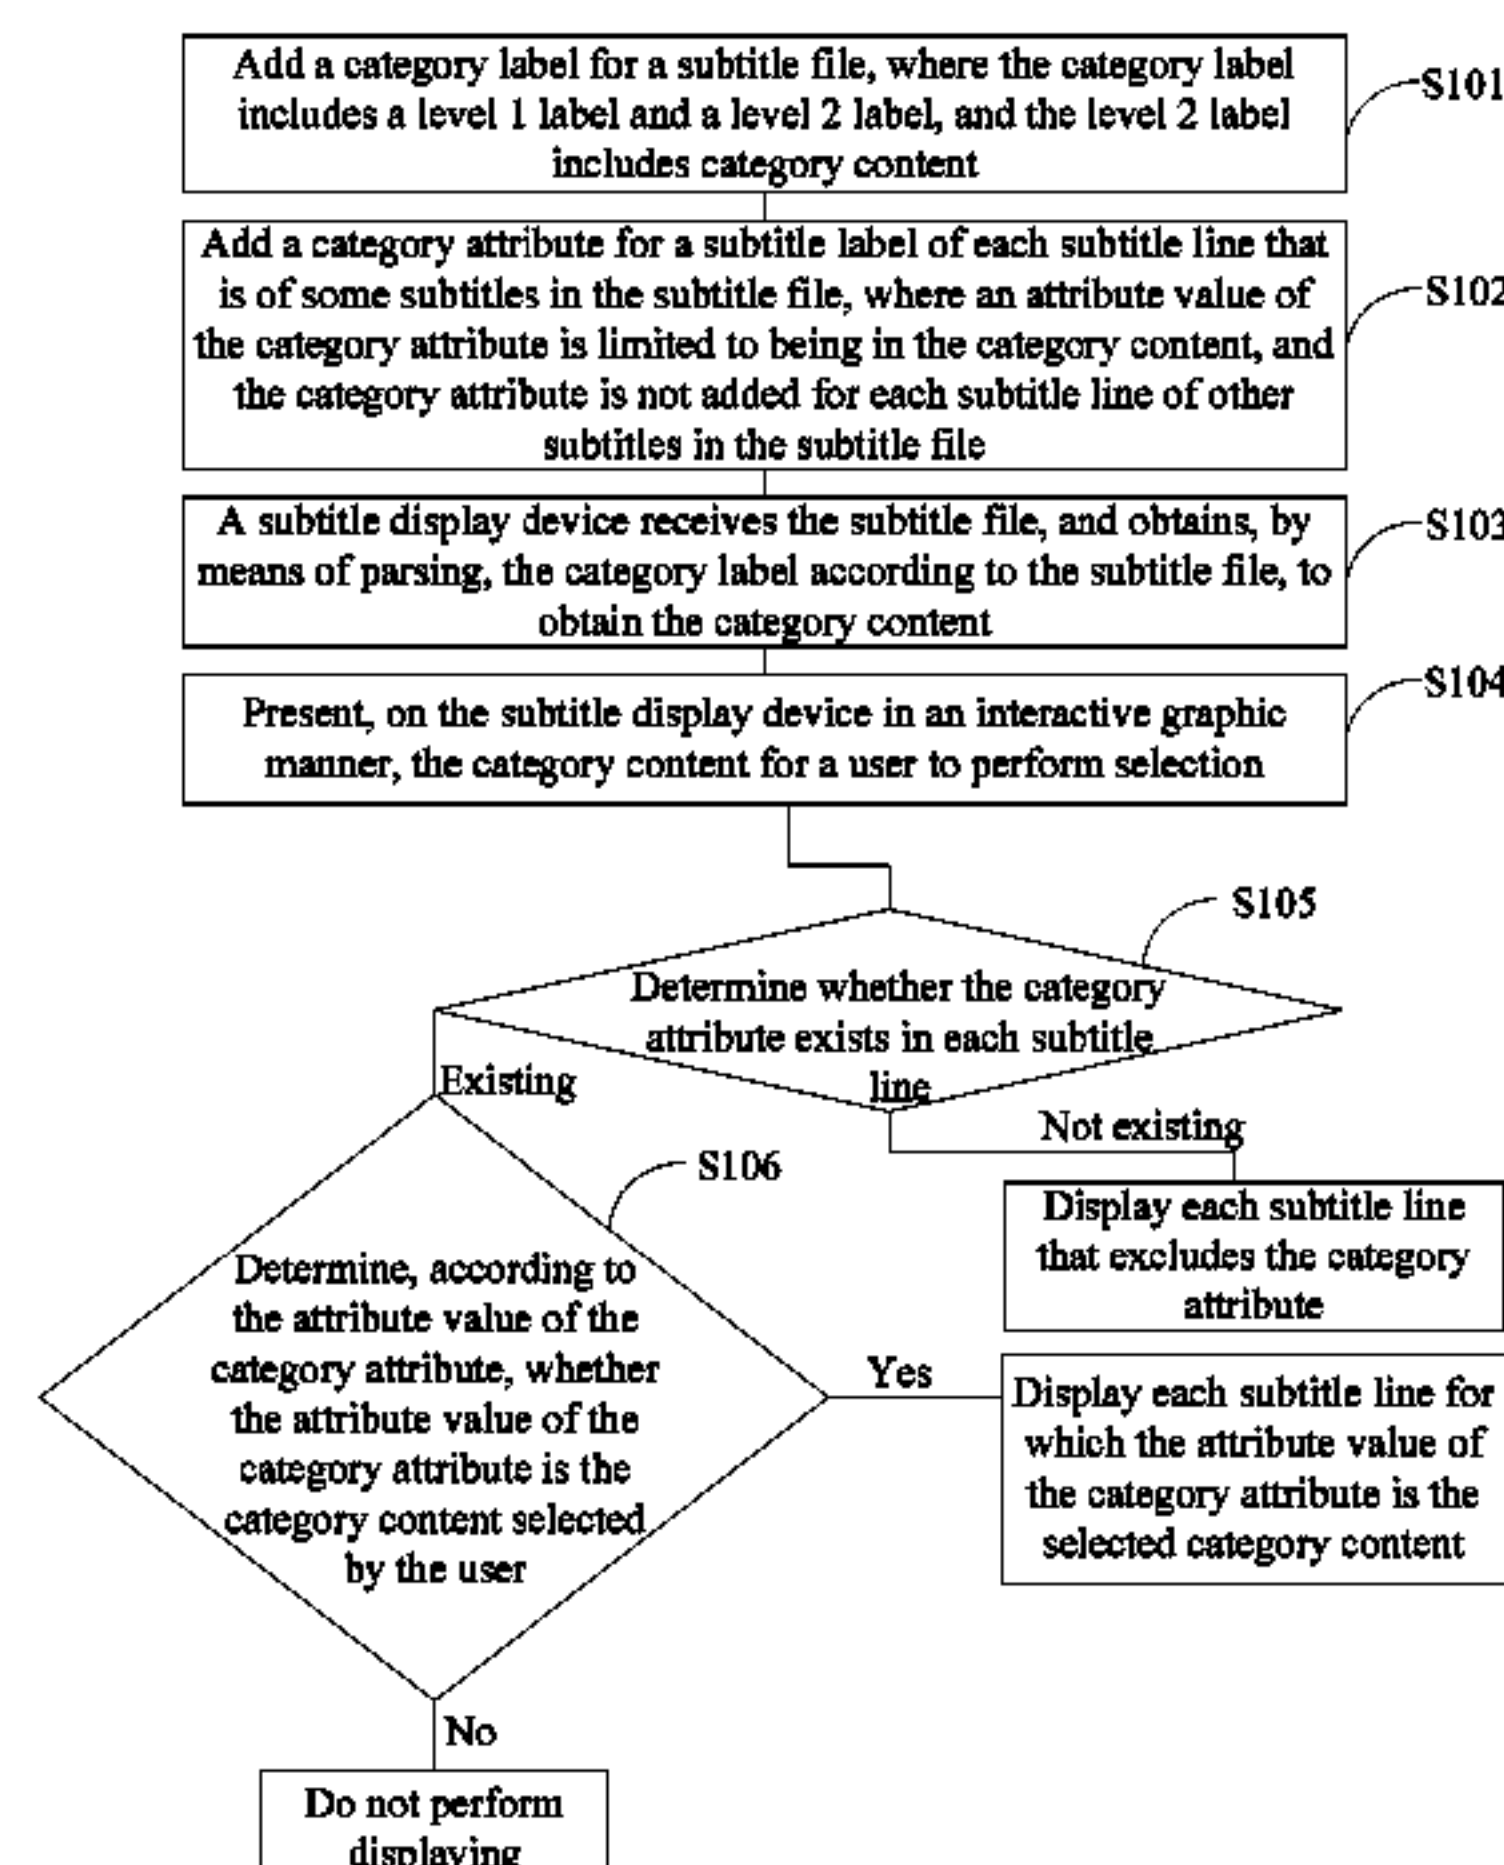 Add a category label for a subtitle file, where the category label
includes a level 1 label and a level 2 label, and the level 2 label
includes category content
S101
Add a category attribute for a subtitle label of each subtitle line that
is of some subtitles in the subtitle file, where an attribute value of
the category attribute is limited to being in the category content, and
the category attribute is not added for each subtitle line of other
subtitles in the subtitle file
S102
A subtitle display device receives the subtitle file, and obtains, by
means of parsing, the category label according to the subtitle file, to
obtain the category content
S103
Present, on the subtitle display device in an interactive graphic
manner, the category content for a user to perform selection
S104
S105
Determine whether the category
attribute exists in each subtitle
line
Existing
Not existing
S106
Display each subtitle line
that excludes the category
attribute
Determine, according to
the attribute value of the
category attribute, whether
the attribute value of the
category attribute is the
category content selected
by the user
Yes
Display each subtitle line for
which the attribute value of
the category attribute is the
selected category content
No
Do not perform
displaying